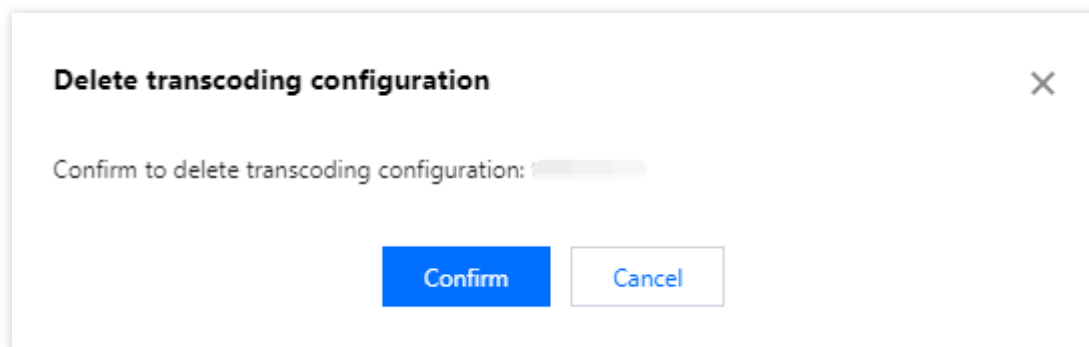 Delete transcoding configuration
Confirm to delete transcoding configuration:
Confirm
Cancel